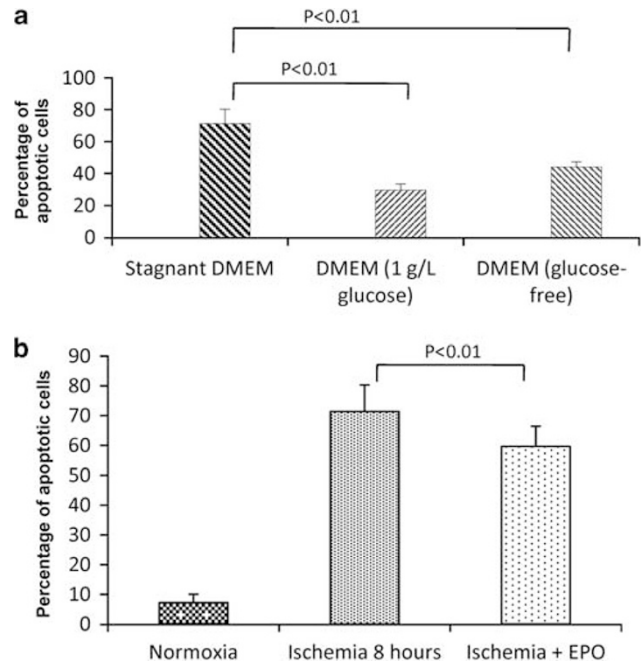 a
P<0.01
P<0.01
Percentage of
apoptotic cells
100
80
60
40
20
0
Stagnant DMEM
DMEM (1 g/L
glucose)
DMEM (glucose-
free)
b
P<0.01
Percentage of apoptotic cells
90
80
70
60
50
40
30
20
10
0
Normoxia
Ischemia 8 hours
Ischemia + EPO